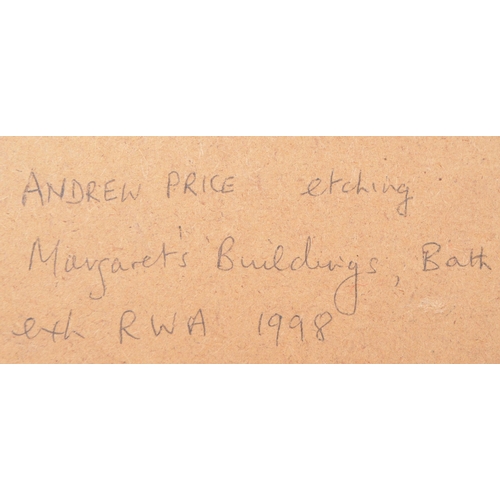 ANDREW PRICE etching
Margaret's Buildings, Bath
exh RWA 1998